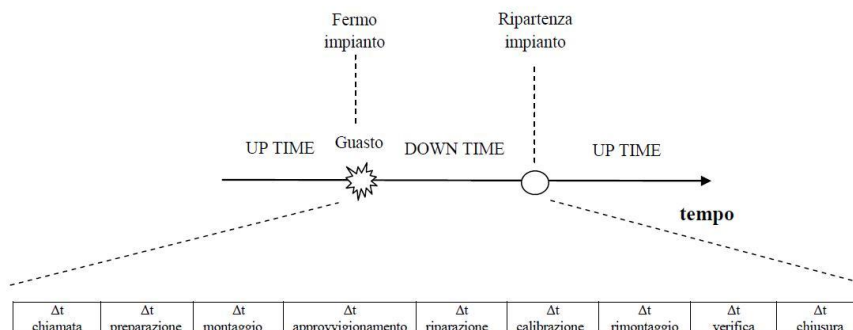 Fermo
impianto
Ripartenza
impianto
UP TIME
Guasto
DOWN TIME
UP TIME
tempo
Δt
chiamata
Δt
preparazione
Δt
montaggio
Δt
approvvigionamento
Δt
riparazione
Δt
calibrazione
Δt
rimontaggio
Δt
verifica
Δt
chiusura